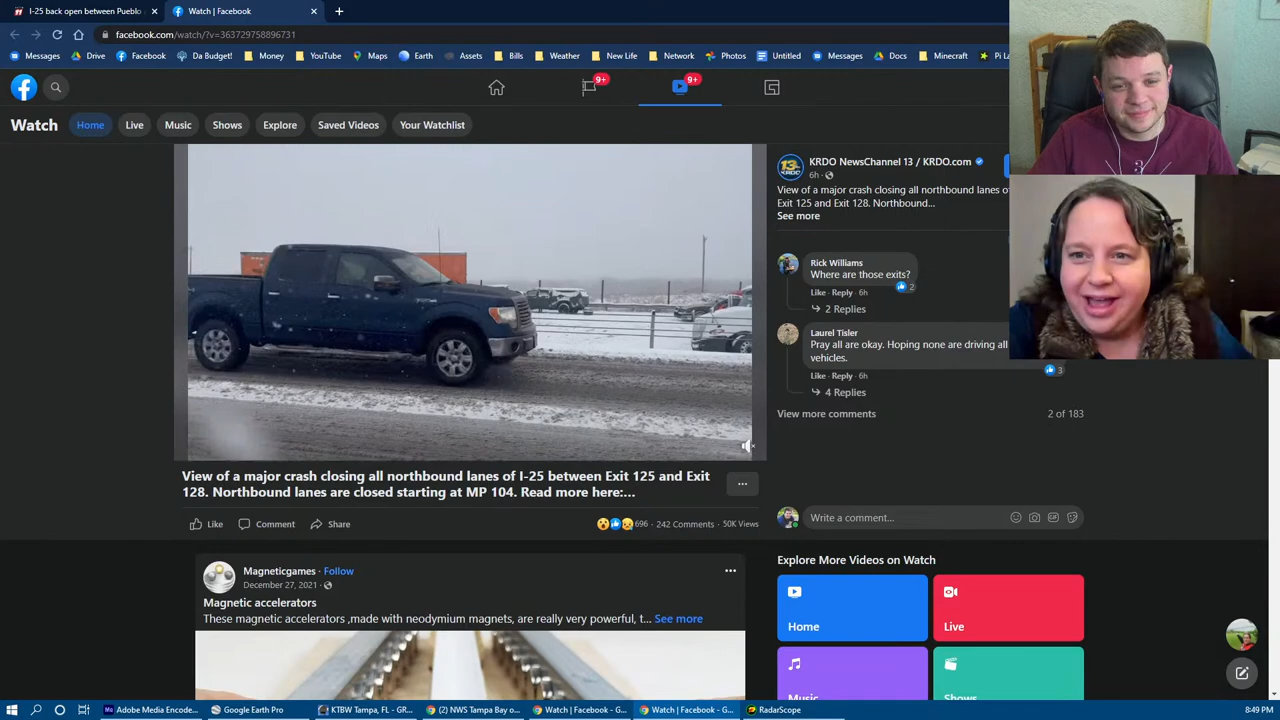 I-25 back open between Pueblo
Watch | Facebook
facebook.com/watch/?v=363729758896731
Messages
Drive
Facebook
Da Budget!
Money
YouTube
Maps
Earth
Assets
Bills
Weather
New Life
Network
Photos
Untitled
Messages
Docs
Minecraft
Pi L
9+
9+
Watch
Home
Live
Music
Shows
Explore
Saved Videos
Your Watchlist
13
KRDO
KRDO NewsChannel 13 / KRDO.com
6h ·
View of a major crash closing all northbound lanes o
Exit 125 and Exit 128. Northbound...
See more
Rick Williams
Where are those exits?
2
Like · Reply · 6h
2 Replies
Laurel Tisler
Pray all are okay. Hoping none are driving all
vehicles.
3
Like · Reply · 6h
4 Replies
View more comments
2 of 183
View of a major crash closing all northbound lanes of I-25 between Exit 125 and Exit
128. Northbound lanes are closed starting at MP 104. Read more here:...
Like
Comment
Share
696 · 242 Comments · 50K Views
Write a comment...
Magneticgames · Follow
December 27, 2021 ·
Magnetic accelerators
These magnetic accelerators ,made with neodymium magnets, are really very powerful, t... See more
Explore More Videos on Watch
Home
Live
Music
Shows
Adobe Media Encode...
Google Earth Pro
KTBW Tampa, FL - GR...
(2) NWS Tampa Bay o...
Watch | Facebook - G...
Watch | Facebook - G...
RadarScope
8:49 PM